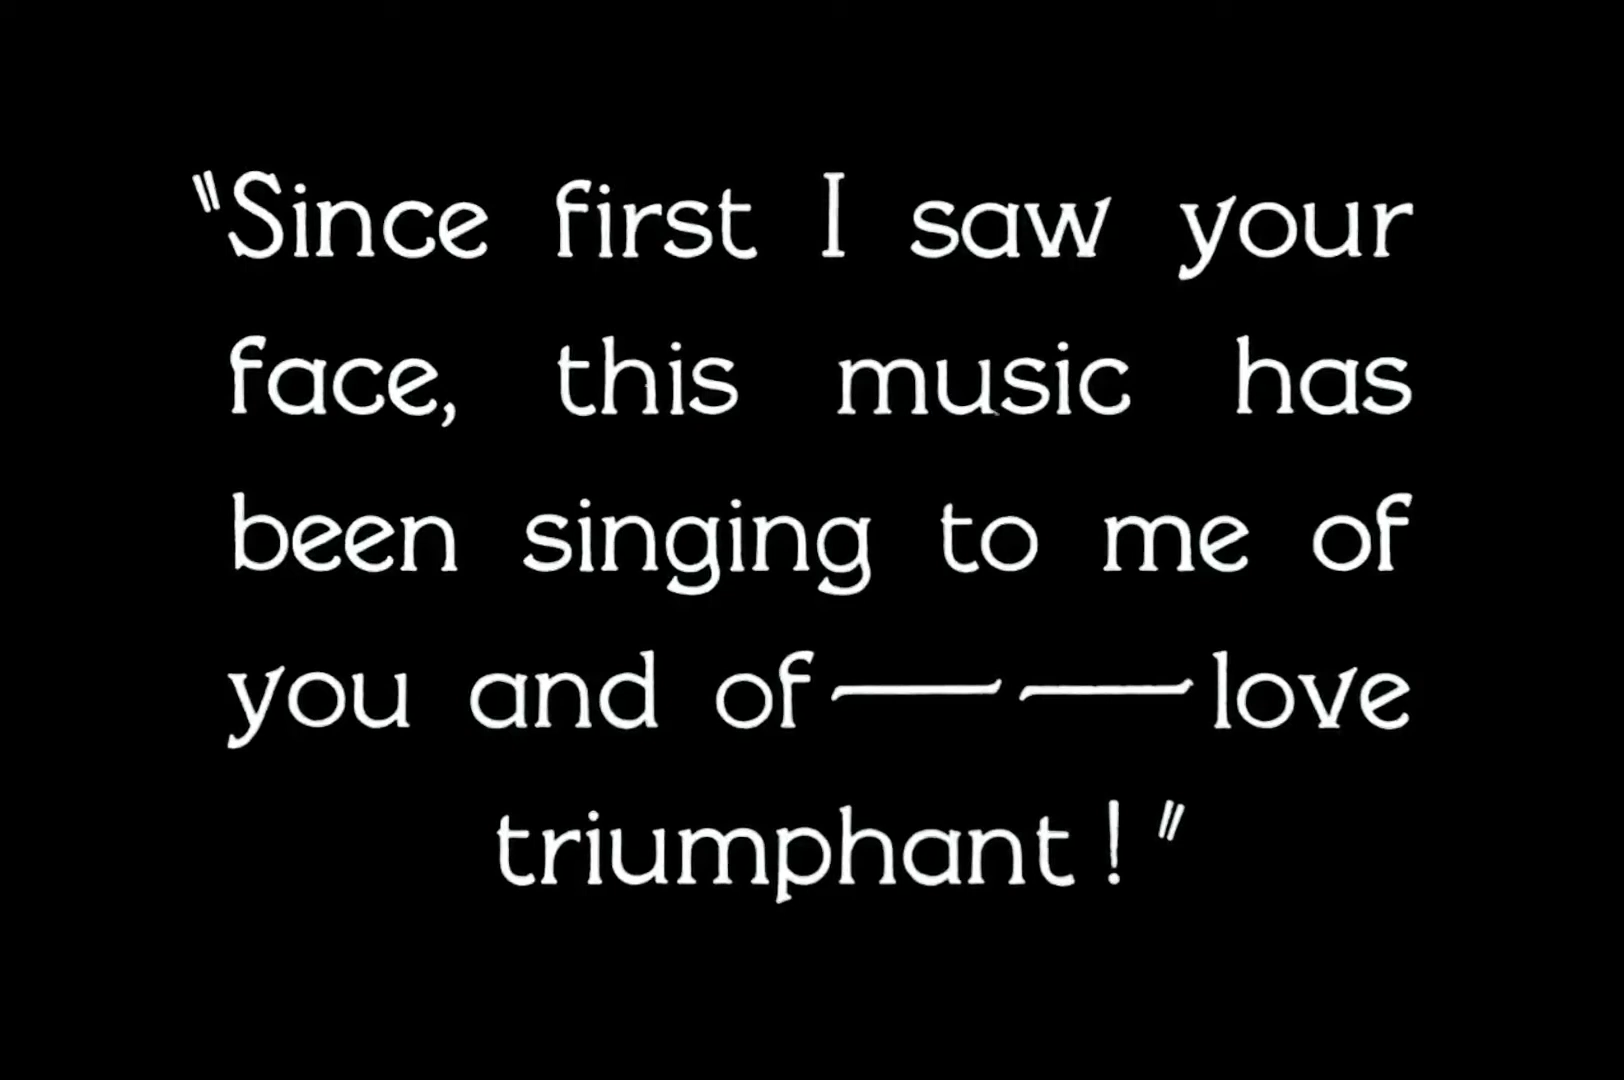 "Since first I saw your
face, this music has
been singing to me of
you and of——love
triumphant!"